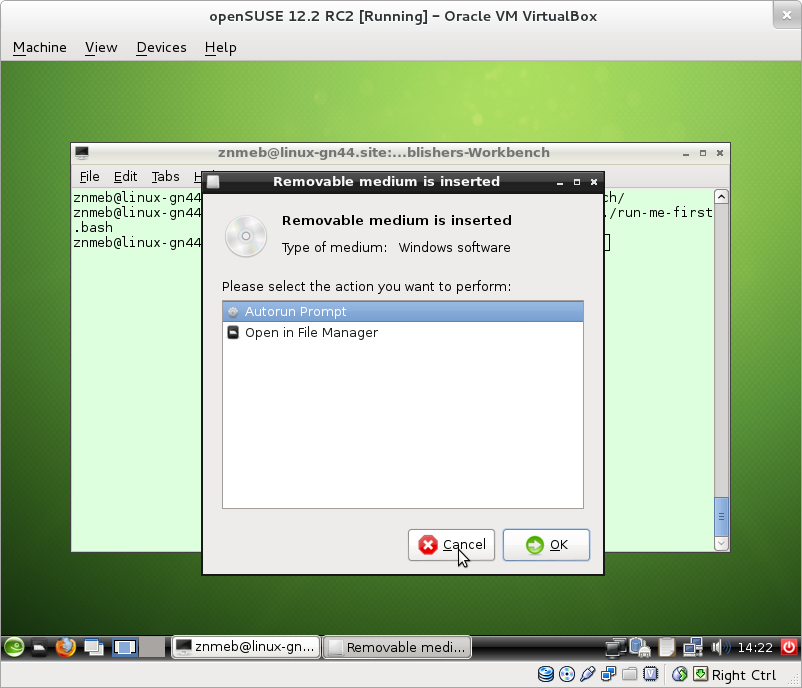 openSUSE 12.2 RC2 [Running] – Oracle VM VirtualBox
Machine View Devices Help
znmeb@linux-gn44.site:...blishers-Workbench
File Edit Tabs H
Removable medium is inserted
znmeb@linux-gn44 ch/
znmeb@linux-gn44 ./run-me-first
.bash
znmeb@linux-gn44
Removable medium is inserted
Type of medium: Windows software
Please select the action you want to perform:
Autorun Prompt
Open in File Manager
Cancel OK
znmeb@linux-gn... Removable medi... 14:22
Right Ctrl